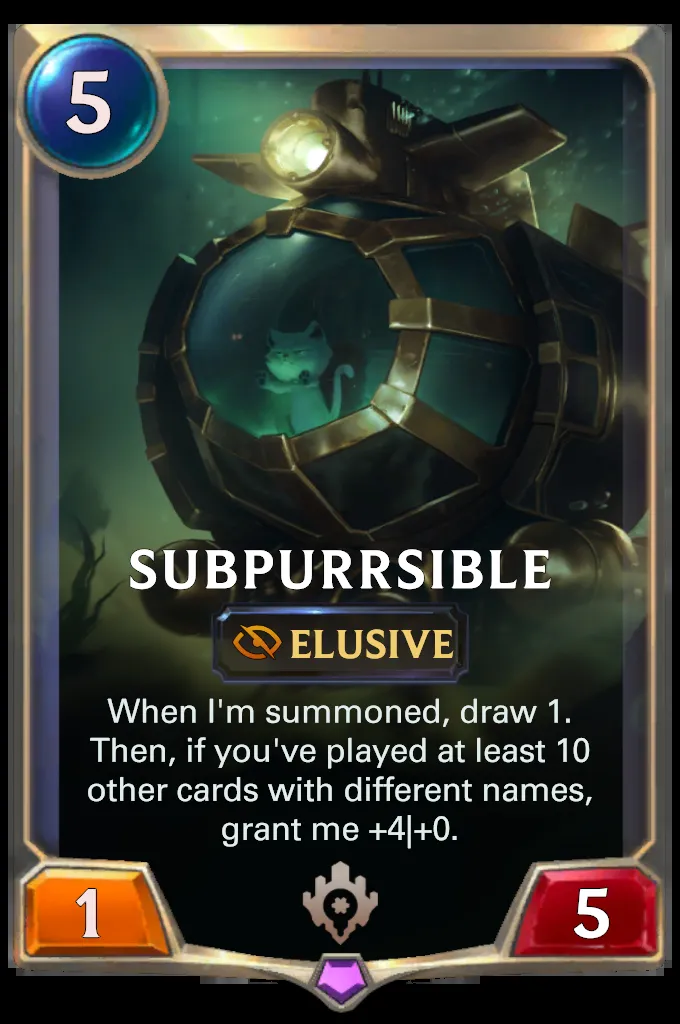 5
SUBPURRSIBLE
ELUSIVE
When I'm summoned, draw 1.
Then, if you've played at least 10
other cards with different names,
grant me +4|+0.
1
5